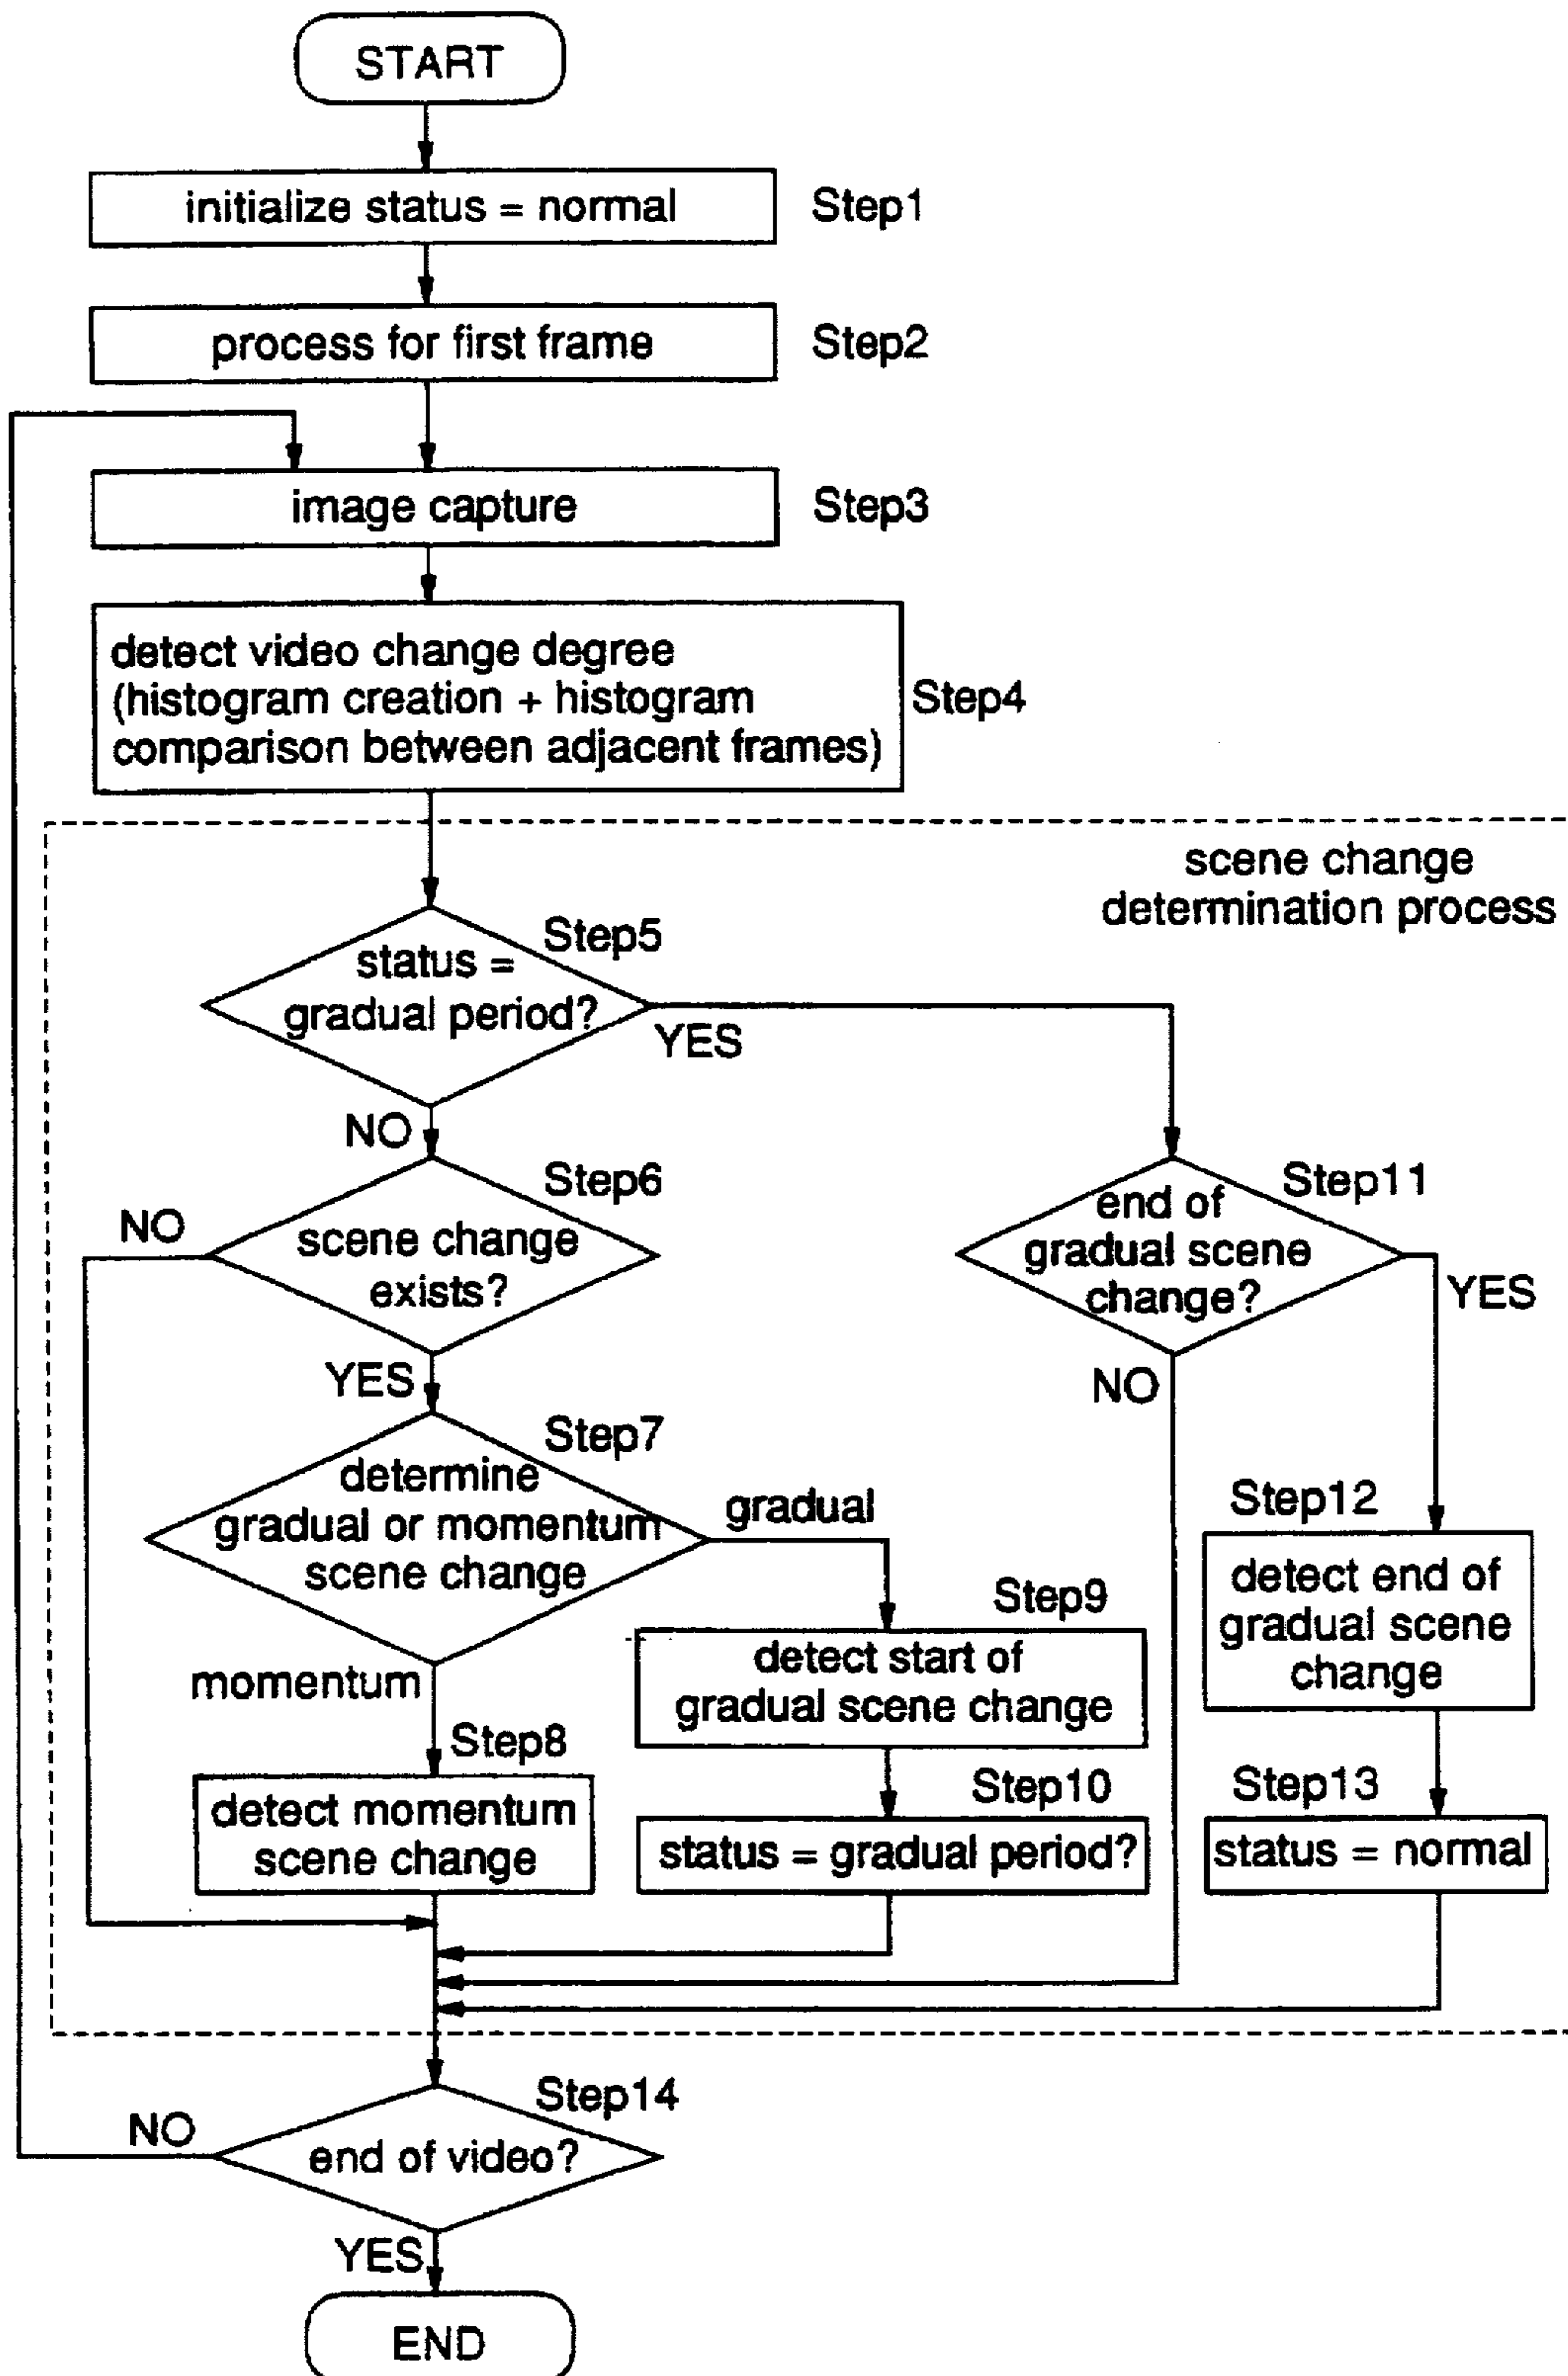 START
initialize status = normal
Step1
process for first frame
Step2
image capture
Step3
detect video change degree
(histogram creation + histogram
comparison between adjacent frames)
Step4
scene change
determination process
Step5
status =
gradual period?
YES
NO
Step6
scene change
exists?
NO
YES
Step11
end of
gradual scene
change?
YES
NO
Step7
determine
gradual or momentum
scene change
gradual
momentum
Step8
detect momentum
scene change
Step9
detect start of
gradual scene change
Step10
status = gradual period?
Step12
detect end of
gradual scene
change
Step13
status = normal
Step14
end of video?
NO
YES
END